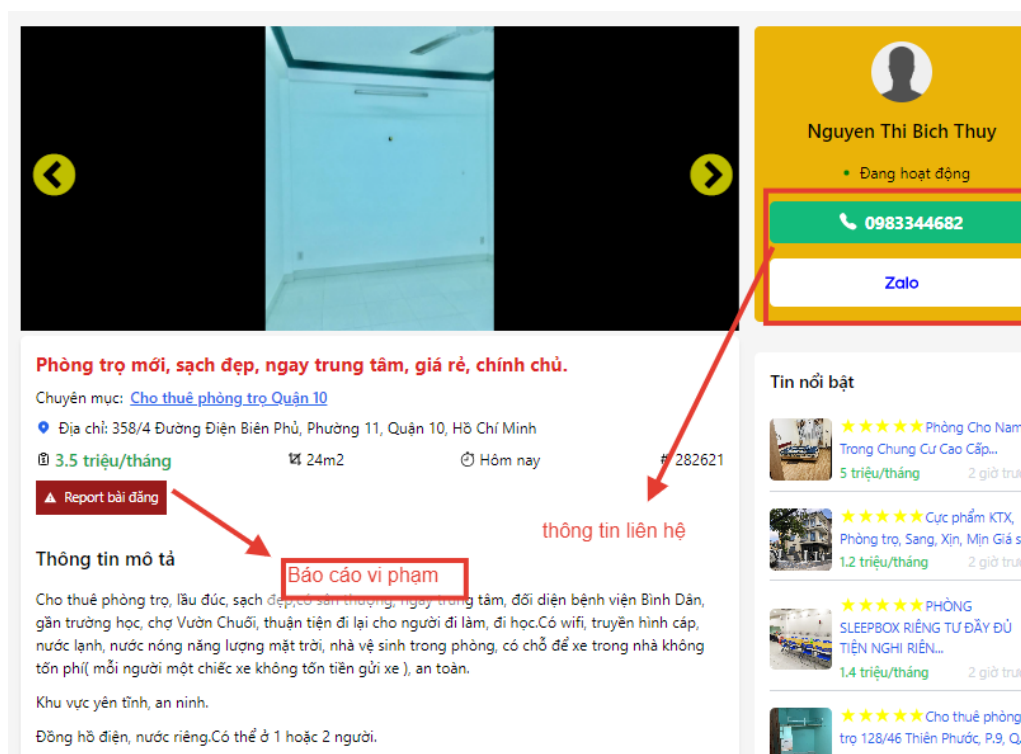 Nguyen Thi Bich Thuy
Đang hoạt động
0983344682
Zalo
Phòng trọ mới, sạch đẹp, ngay trung tâm, giá rẻ, chính chủ.
Chuyên mục: Cho thuê phòng trọ Quận 10
Địa chỉ: 358/4 Đường Điện Biên Phủ, Phường 11, Quận 10, Hồ Chí Minh
3.5 triệu/tháng 24m2 Hôm nay # 282621
Report bài đăng
thông tin liên hệ
Thông tin mô tả
Báo cáo vi phạm
Cho thuê phòng trọ, lầu đúc, sạch đẹp,có sân thượng, ngay trung tâm, đối diện bệnh viện Bình Dân,
gần trường học, chợ Vườn Chuối, thuận tiện đi lại cho người đi làm, đi học.Có wifi, truyền hình cáp,
nước lạnh, nước nóng năng lượng mặt trời, nhà vệ sinh trong phòng, có chỗ để xe trong nhà không
tốn phí( mỗi người một chiếc xe không tốn tiền gửi xe ), an toàn.
Khu vực yên tĩnh, an ninh.
Đồng hồ điện, nước riêng.Có thể ở 1 hoặc 2 người.
Tin nổi bật
Phòng Cho Nam
Trong Chung Cư Cao Cấp...
5 triệu/tháng 2 giờ trư
Cực phẩm KTX,
Phòng trọ, Sang, Xịn, Mịn Giá s
1.2 triệu/tháng 2 giờ trư
PHÒNG
SLEEPBOX RIÊNG TƯ ĐẦY ĐỦ
TIỆN NGHI RIÊN...
1.4 triệu/tháng 2 giờ trư
Cho thuê phòng
trọ 128/46 Thiên Phước, P.9, Q.